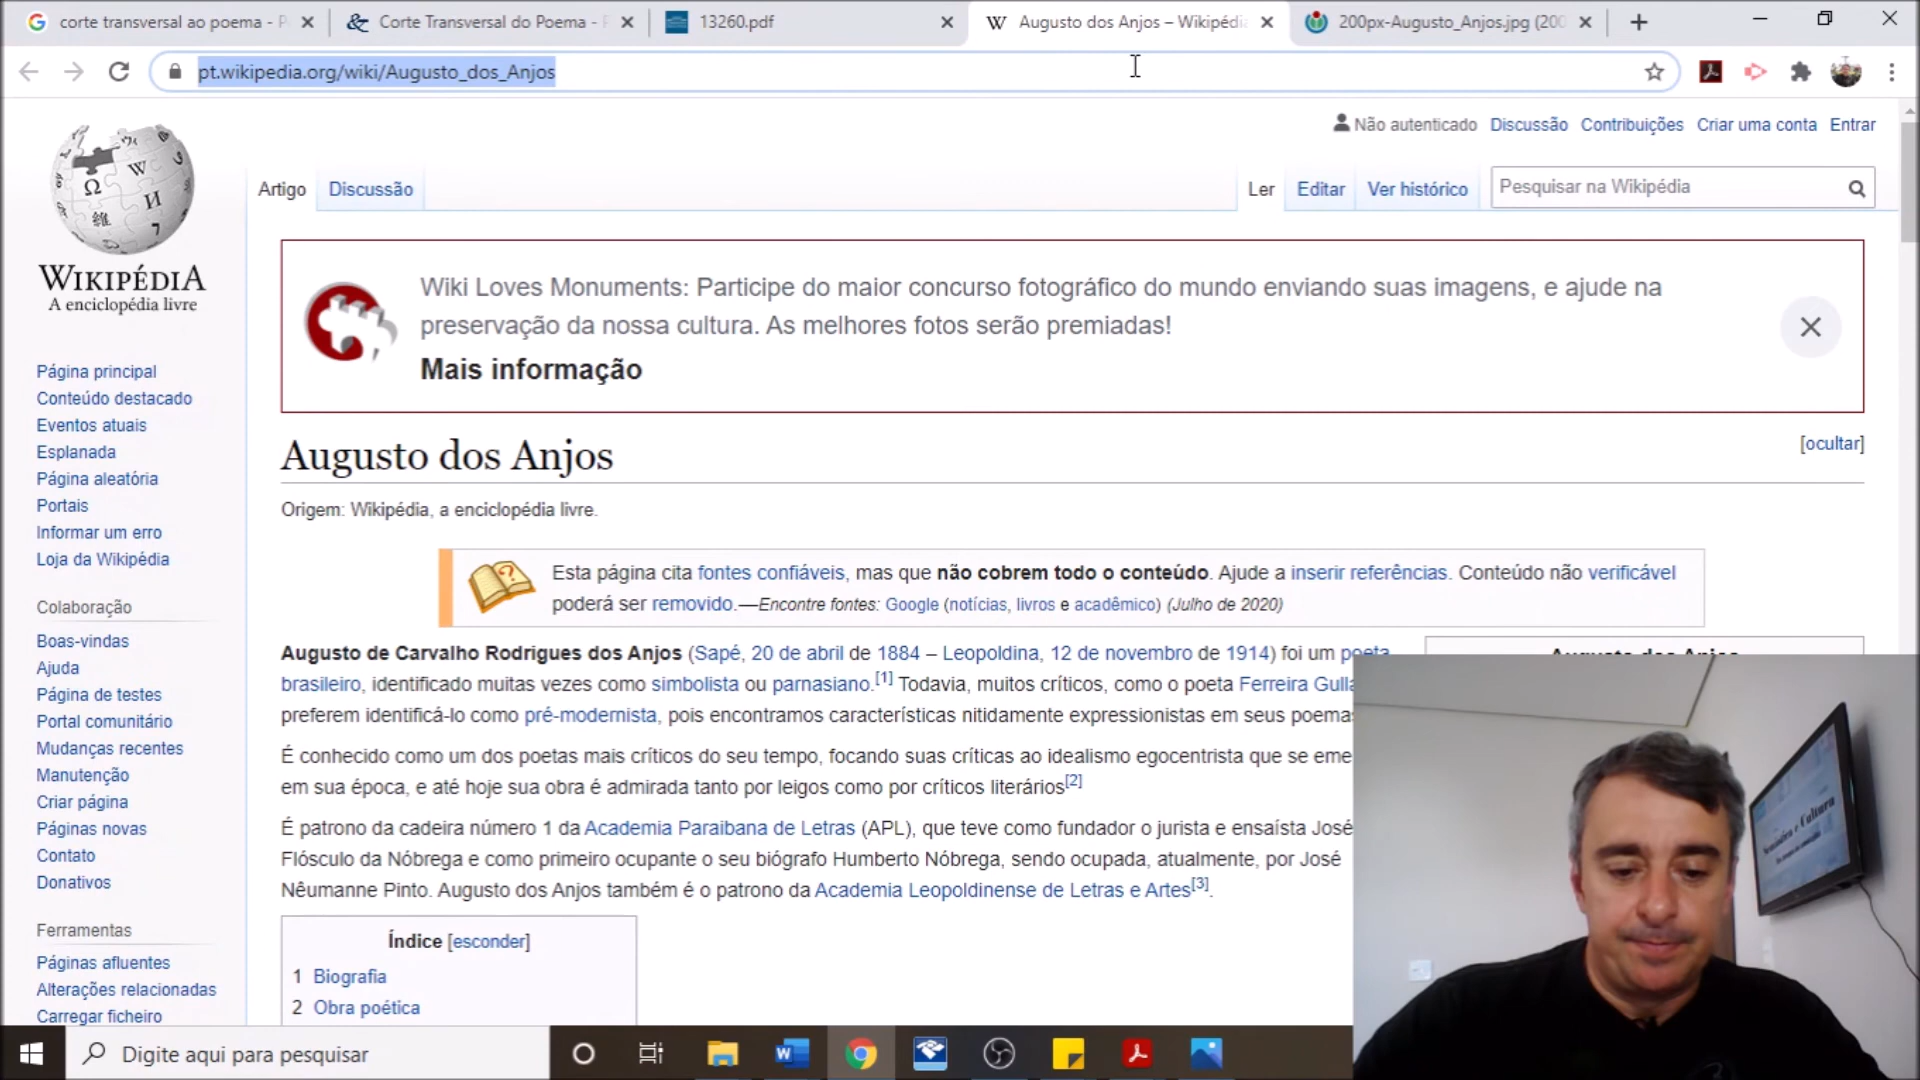 corte transversal ao poema - P
Corte Transversal do Poema - F
13260.pdf
Augusto dos Anjos – Wikipédia
200px-Augusto_Anjos.jpg (200
pt.wikipedia.org/wiki/Augusto_dos_Anjos
Não autenticado Discussão Contribuições Criar uma conta Entrar
Artigo Discussão Ler Editar Ver histórico Pesquisar na Wikipédia
WIKIPÉDIA
A enciclopédia livre
Wiki Loves Monuments: Participe do maior concurso fotográfico do mundo enviando suas imagens, e ajude na
preservação da nossa cultura. As melhores fotos serão premiadas!
Mais informação
[ocultar]
Página principal
Conteúdo destacado
Eventos atuais
Esplanada
Página aleatória
Portais
Informar um erro
Loja da Wikipédia
Colaboração
Boas-vindas
Ajuda
Página de testes
Portal comunitário
Mudanças recentes
Manutenção
Criar página
Páginas novas
Contato
Donativos
Ferramentas
Páginas afluentes
Alterações relacionadas
Carregar ficheiro
Augusto dos Anjos
Origem: Wikipédia, a enciclopédia livre.
Esta página cita fontes confiáveis, mas que não cobrem todo o conteúdo. Ajude a inserir referências. Conteúdo não verificável
poderá ser removido.—Encontre fontes: Google (notícias, livros e acadêmico) (Julho de 2020)
Augusto de Carvalho Rodrigues dos Anjos (Sapé, 20 de abril de 1884 – Leopoldina, 12 de novembro de 1914) foi um poeta
brasileiro, identificado muitas vezes como simbolista ou parnasiano.[1] Todavia, muitos críticos, como o poeta Ferreira Gulla
preferem identificá-lo como pré-modernista, pois encontramos características nitidamente expressionistas em seus poemas
É conhecido como um dos poetas mais críticos do seu tempo, focando suas críticas ao idealismo egocentrista que se eme
em sua época, e até hoje sua obra é admirada tanto por leigos como por críticos literários[2]
É patrono da cadeira número 1 da Academia Paraibana de Letras (APL), que teve como fundador o jurista e ensaísta José
Flósculo da Nóbrega e como primeiro ocupante o seu biógrafo Humberto Nóbrega, sendo ocupada, atualmente, por José
Nêumanne Pinto. Augusto dos Anjos também é o patrono da Academia Leopoldinense de Letras e Artes[3].
Augusto dos Anjos
Índice [esconder]
1 Biografia
2 Obra poética
Semiótica e Cultura
Digite aqui para pesquisar